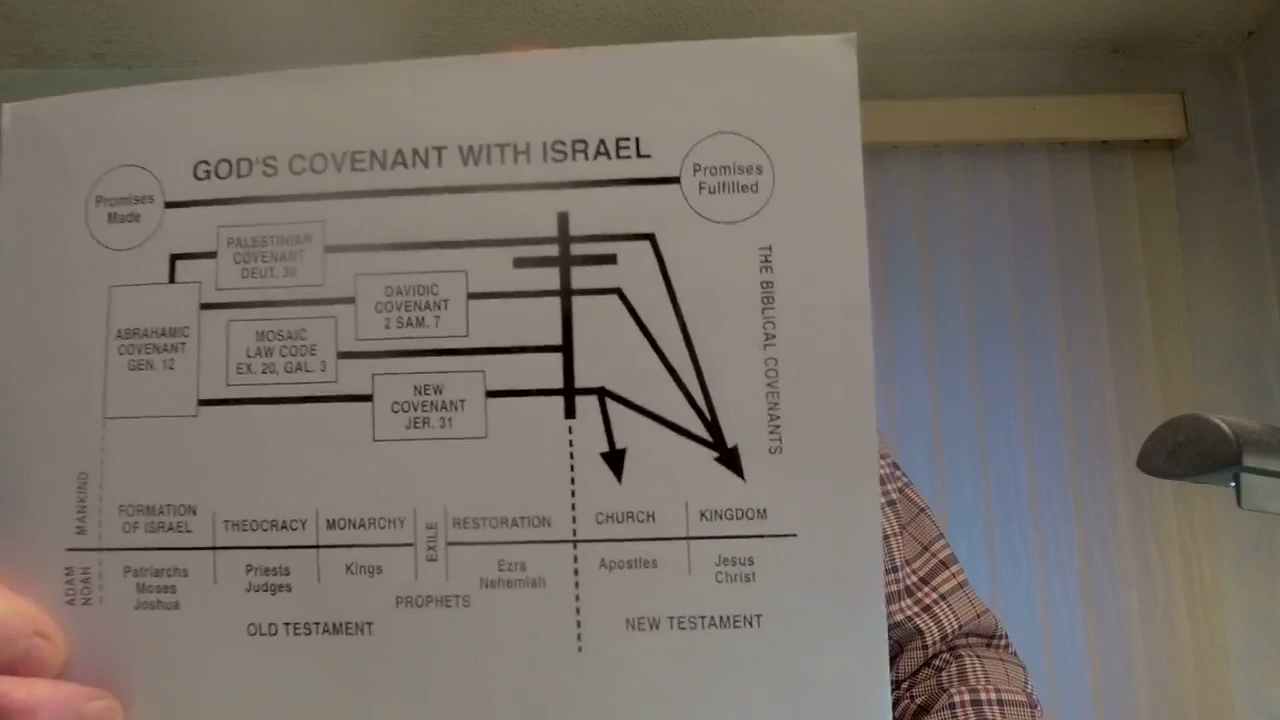 GOD'S COVENANT WITH ISRAEL
Promises
Made
Promises
Fulfilled
PALESTINIAN
COVENANT
DEUT. 30
DAVIDIC
COVENANT
2 SAM. 7
ABRAHAMIC
COVENANT
GEN. 12
MOSAIC
LAW CODE
EX. 20, GAL. 3
NEW
COVENANT
JER. 31
THE BIBLICAL COVENANTS
MANKIND
FORMATION
OF ISRAEL
THEOCRACY
MONARCHY
EXILE
RESTORATION
CHURCH
KINGDOM
ADAM
NOAH
Patriarchs
Moses
Joshua
Priests
Judges
Kings
PROPHETS
Ezra
Nehemiah
Apostles
Jesus
Christ
OLD TESTAMENT
NEW TESTAMENT